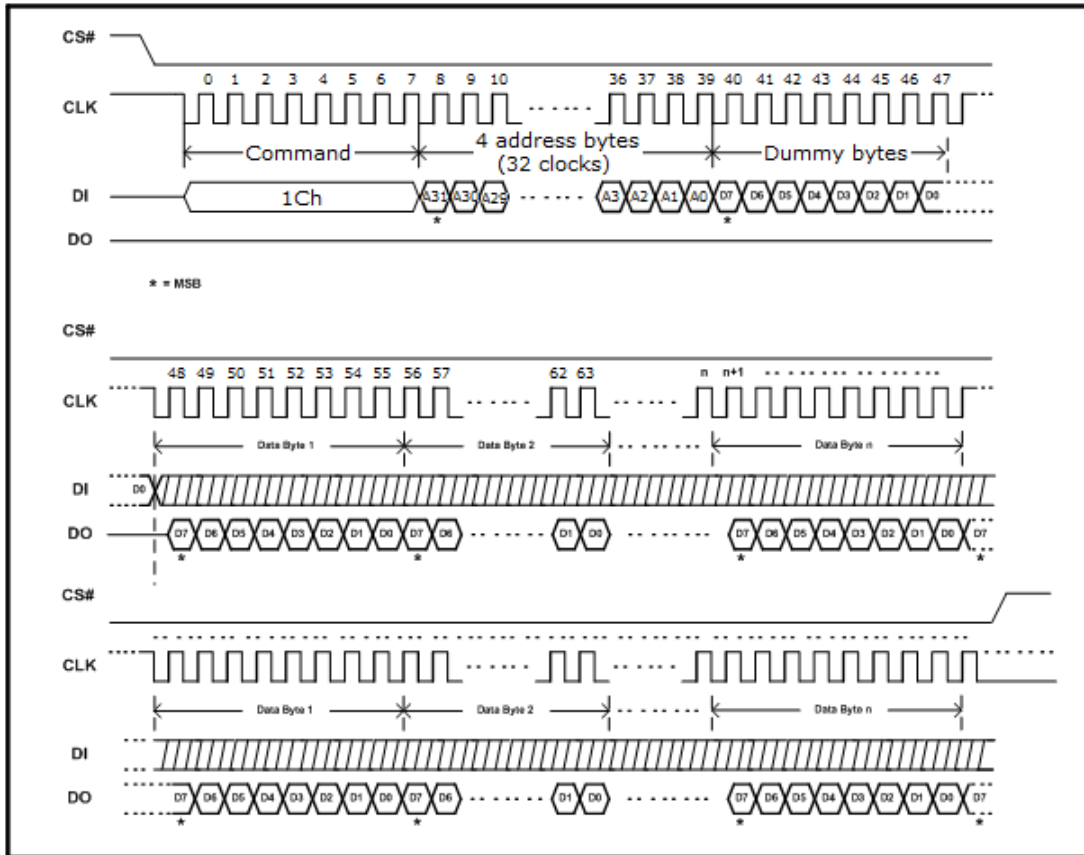 CS#
0 1 2 3 4 5 6 7 8 9 10 36 37 38 39 40 41 42 43 44 45 46 47
CLK
Command 4 address bytes (32 clocks) Dummy bytes
DI 1Ch A31 A30 A29 A3 A2 A1 A0 D7 D6 D5 D4 D3 D2 D1 D0
* *
DO
* = MSB
CS#
48 49 50 51 52 53 54 55 56 57 62 63 n n+1
CLK
Data Byte 1 Data Byte 2 Data Byte n
DI D0
DO D7 D6 D5 D4 D3 D2 D1 D0 D7 D6 D1 D0 D7 D6 D5 D4 D3 D2 D1 D0 D7
* * * *
CS#
CLK
Data Byte 1 Data Byte 2 Data Byte n
DI
DO D7 D6 D5 D4 D3 D2 D1 D0 D7 D6 D1 D0 D7 D6 D5 D4 D3 D2 D1 D0 D7
* * * *